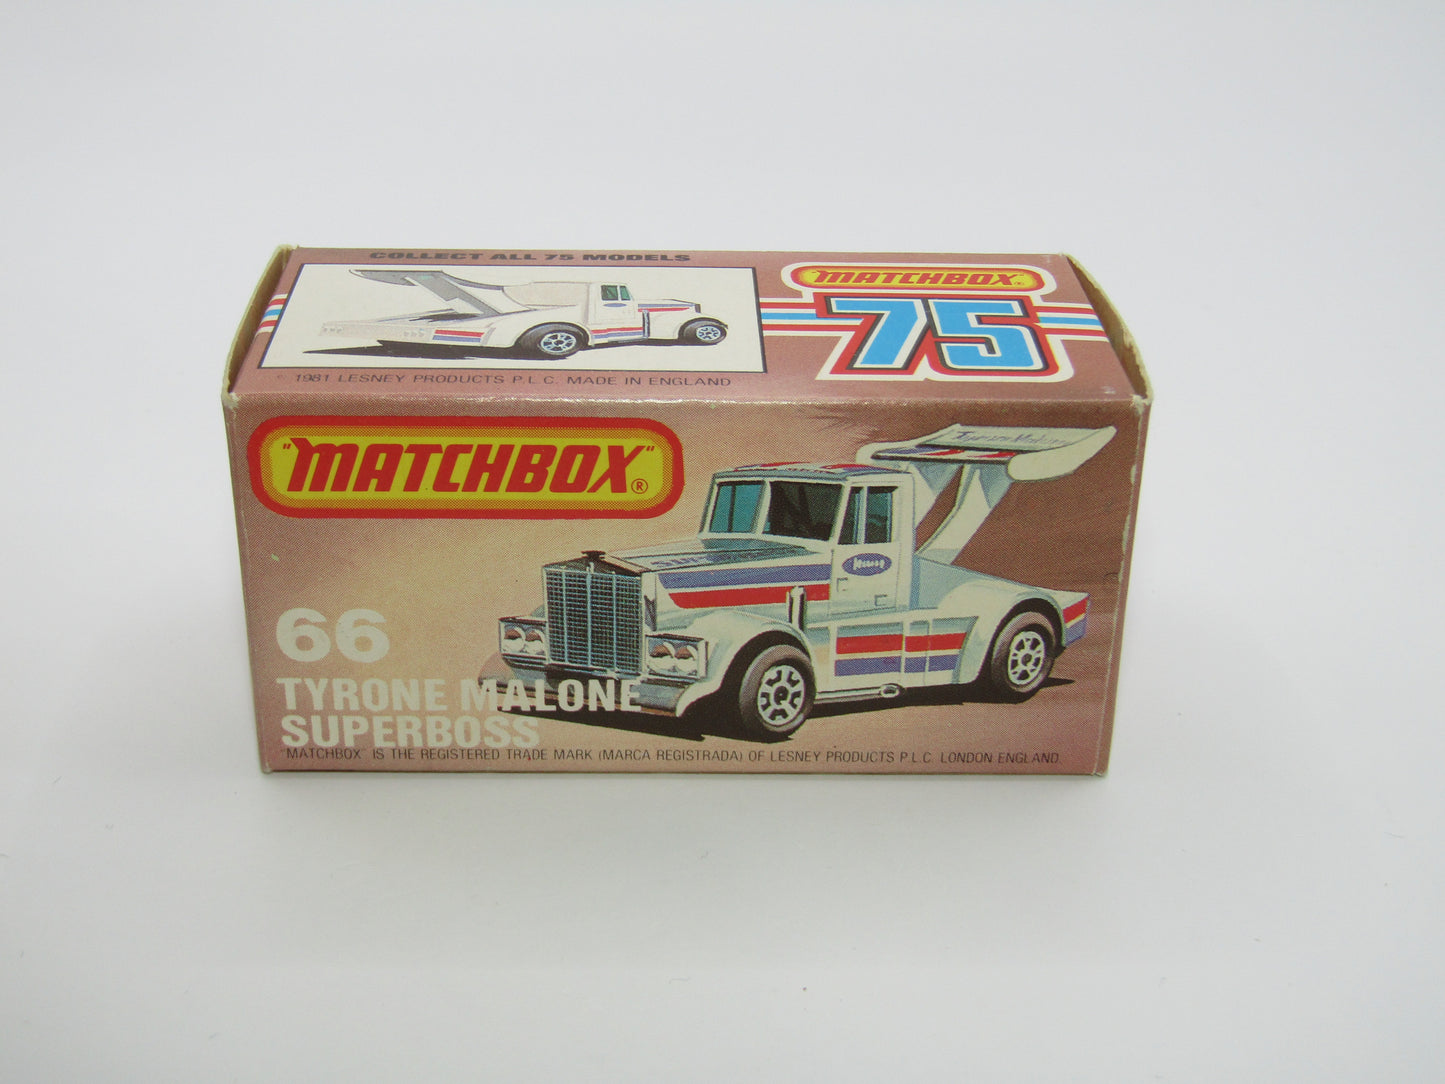 COLLECT ALL 75 MODELS
"MATCHBOX"®
75
© 1981 LESNEY PRODUCTS P.L.C. MADE IN ENGLAND
"MATCHBOX"®
66
TYRONE MALONE
SUPERBOSS
"MATCHBOX" IS THE REGISTERED TRADE MARK (MARCA REGISTRADA) OF LESNEY PRODUCTS P.L.C. LONDON ENGLAND.